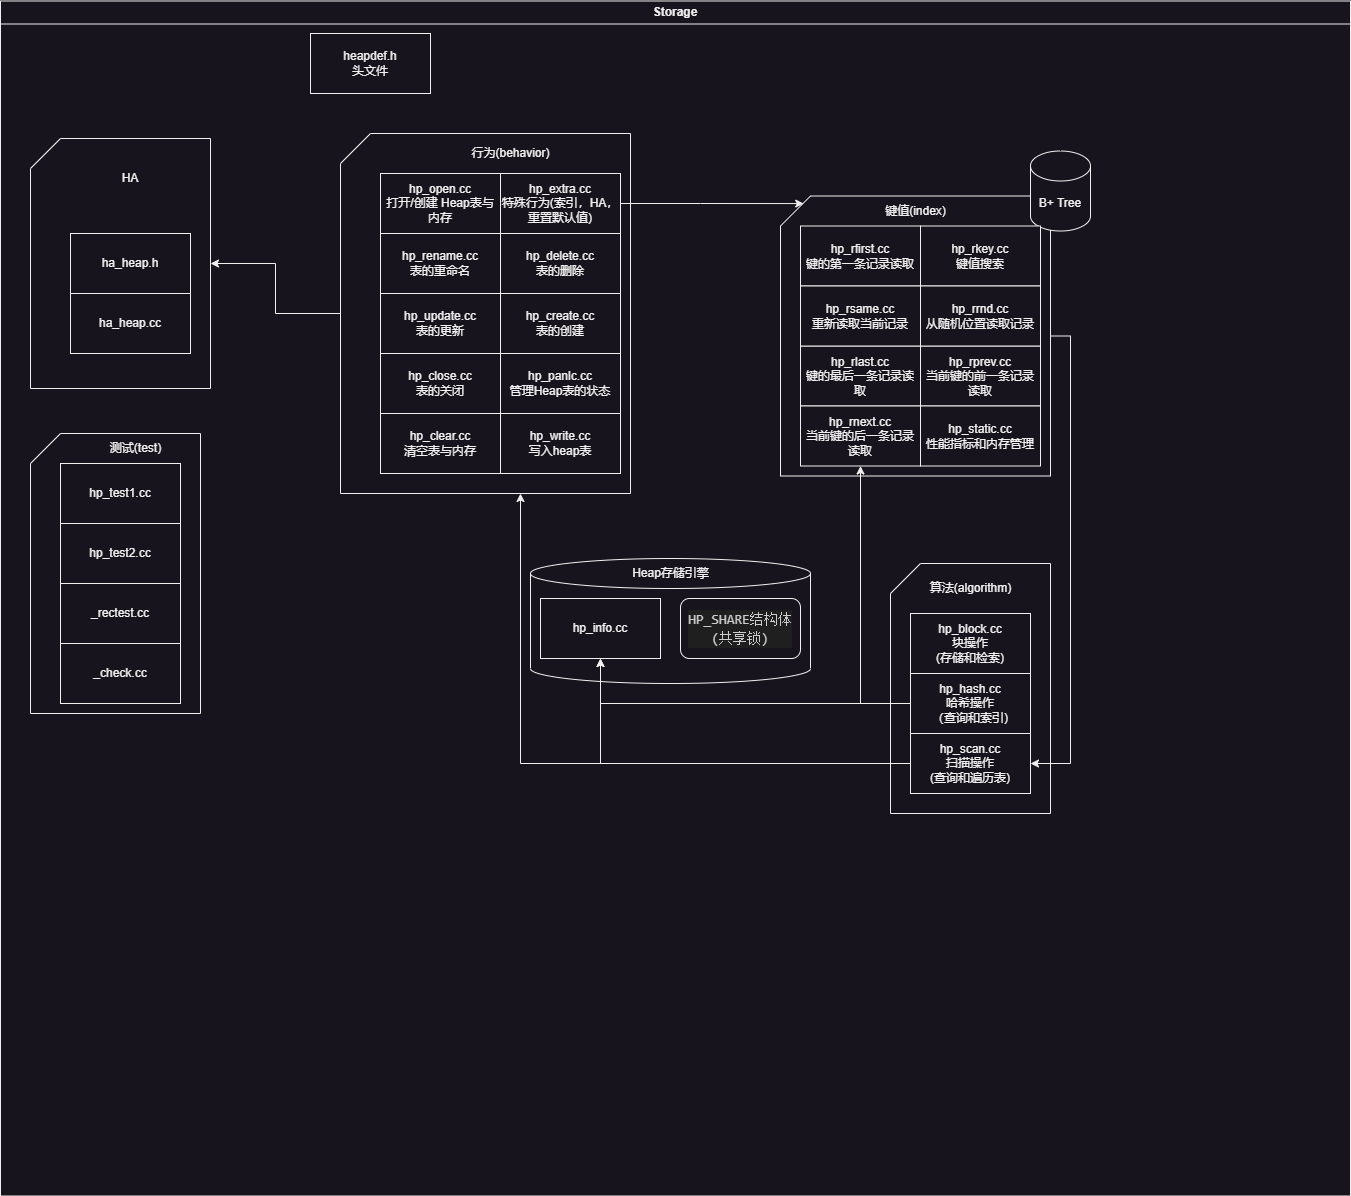 Storage
heapdef.h
头文件
HA
ha_heap.h
ha_heap.cc
测试(test)
hp_test1.cc
hp_test2.cc
_rectest.cc
_check.cc
行为(behavior)
hp_open.cc
打开/创建 Heap表与
内存
hp_extra.cc
特殊行为(索引，HA，
重置默认值)
hp_rename.cc
表的重命名
hp_delete.cc
表的删除
hp_update.cc
表的更新
hp_create.cc
表的创建
hp_close.cc
表的关闭
hp_panlc.cc
管理Heap表的状态
hp_clear.cc
清空表与内存
hp_write.cc
写入heap表
B+ Tree
键值(index)
hp_rfirst.cc
键的第一条记录读取
hp_rkey.cc
键值搜索
hp_rsame.cc
重新读取当前记录
hp_rrnd.cc
从随机位置读取记录
hp_rlast.cc
键的最后一条记录读
取
hp_rprev.cc
当前键的前一条记录
读取
hp_rnext.cc
当前键的后一条记录
读取
hp_static.cc
性能指标和内存管理
Heap存储引擎
hp_info.cc
HP_SHARE结构体
(共享锁)
算法(algorithm)
hp_block.cc
块操作
(存储和检索)
hp_hash.cc
哈希操作
(查询和索引)
hp_scan.cc
扫描操作
(查询和遍历表)